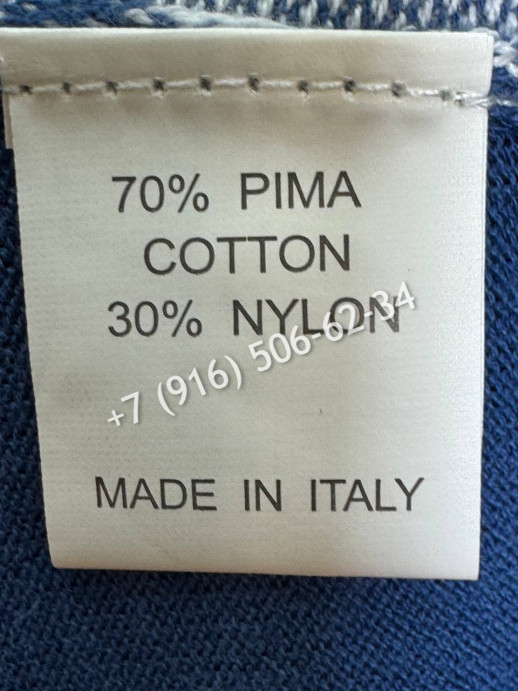 70% PIMA
COTTON
30% NYLON
+7 (916) 506-62-34
MADE IN ITALY